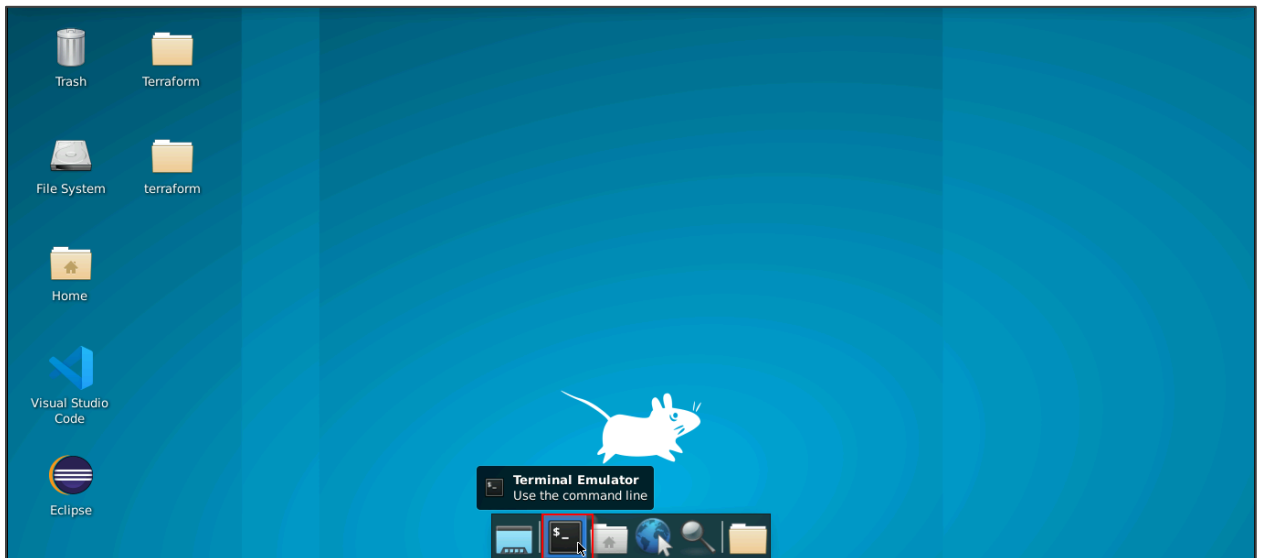 Trash
Terraform
File System
terraform
Home
Visual Studio
Code
Eclipse
Terminal Emulator
Use the command line
$_
$_